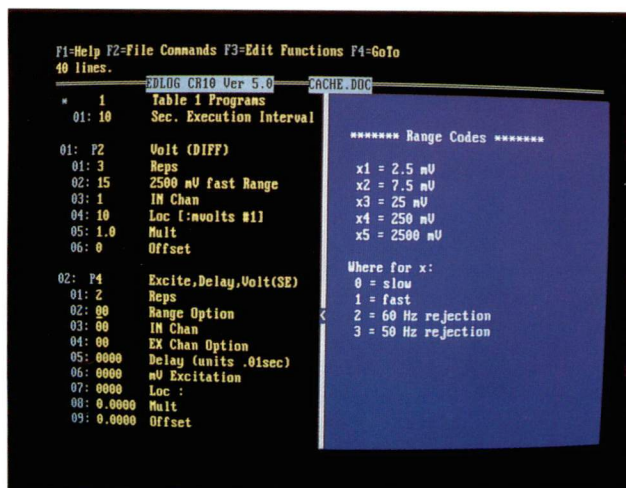 F1=Help F2=File Commands F3=Edit Functions F4=GoTo
40 lines.
EDLOG CR10 Ver 5.0 CACHE.DOC
* 1 Table 1 Programs
01: 10 Sec. Execution Interval
01: P2 Volt (DIFF)
01: 3 Reps
02: 15 2500 mV fast Range
03: 1 IN Chan
04: 10 Loc [:mvolts #1]
05: 1.0 Mult
06: 0 Offset
02: P4 Excite,Delay,Volt(SE)
01: 2 Reps
02: 00 Range Option
03: 00 IN Chan
04: 00 EX Chan Option
05: 0000 Delay (units .01sec)
06: 0000 mV Excitation
07: 0000 Loc :
08: 0.0000 Mult
09: 0.0000 Offset
******* Range Codes *******
x1 = 2.5 mV
x2 = 7.5 mV
x3 = 25 mV
x4 = 250 mV
x5 = 2500 mV
Where for x:
0 = slow
1 = fast
2 = 60 Hz rejection
3 = 50 Hz rejection